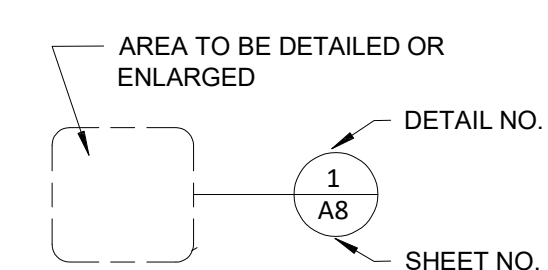 AREA TO BE DETAILED OR
ENLARGED
DETAIL NO.
1
A8
SHEET NO.